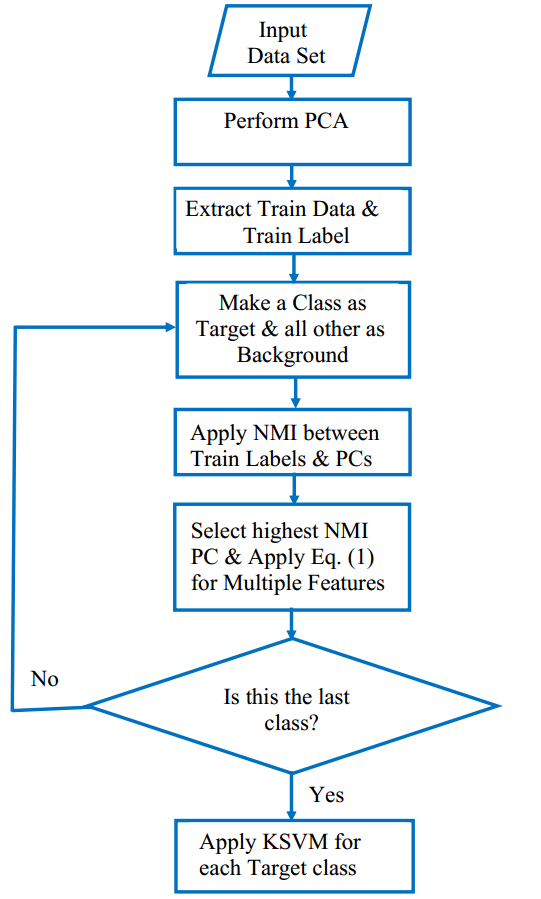 Input
Data Set
Perform PCA
Extract Train Data &
Train Label
Make a Class as
Target & all other as
Background
Apply NMI between
Train Labels & PCs
Select highest NMI
PC & Apply Eq. (1)
for Multiple Features
Is this the last
class?
No
Yes
Apply KSVM for
each Target class